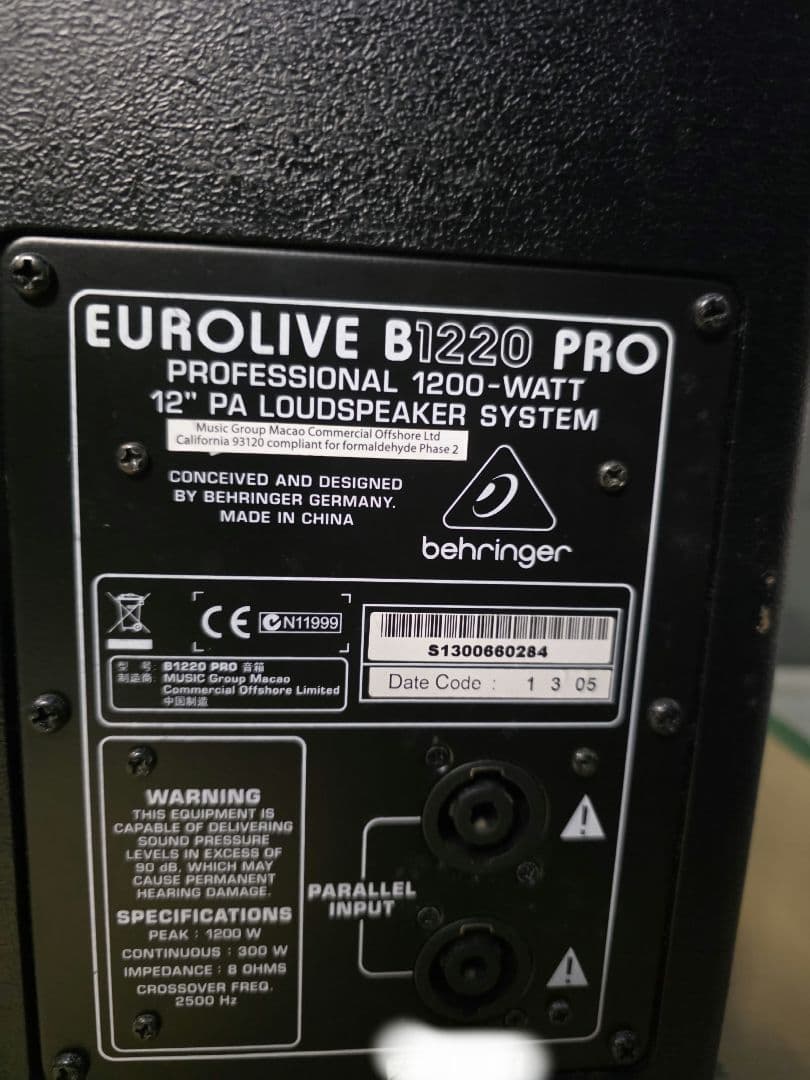 EUROLIVE B1220 PRO
PROFESSIONAL 1200-WATT
12" PA LOUDSPEAKER SYSTEM
Music Group Macao Commercial Offshore Ltd
California 93120 compliant for formaldehyde Phase 2
CONCEIVED AND DESIGNED
BY BEHRINGER GERMANY.
MADE IN CHINA
behringer
CE N11999
S1300660284
Date Code : 1 3 05
型 号: B1220 PRO 音箱
制造商: MUSIC Group Macao
Commercial Offshore Limited
中国制造
WARNING
THIS EQUIPMENT IS
CAPABLE OF DELIVERING
SOUND PRESSURE
LEVELS IN EXCESS OF
90 dB, WHICH MAY
CAUSE PERMANENT
HEARING DAMAGE.
SPECIFICATIONS
PEAK : 1200 W
CONTINUOUS : 300 W
IMPEDANCE : 8 OHMS
CROSSOVER FREQ.
2500 Hz
PARALLEL
INPUT